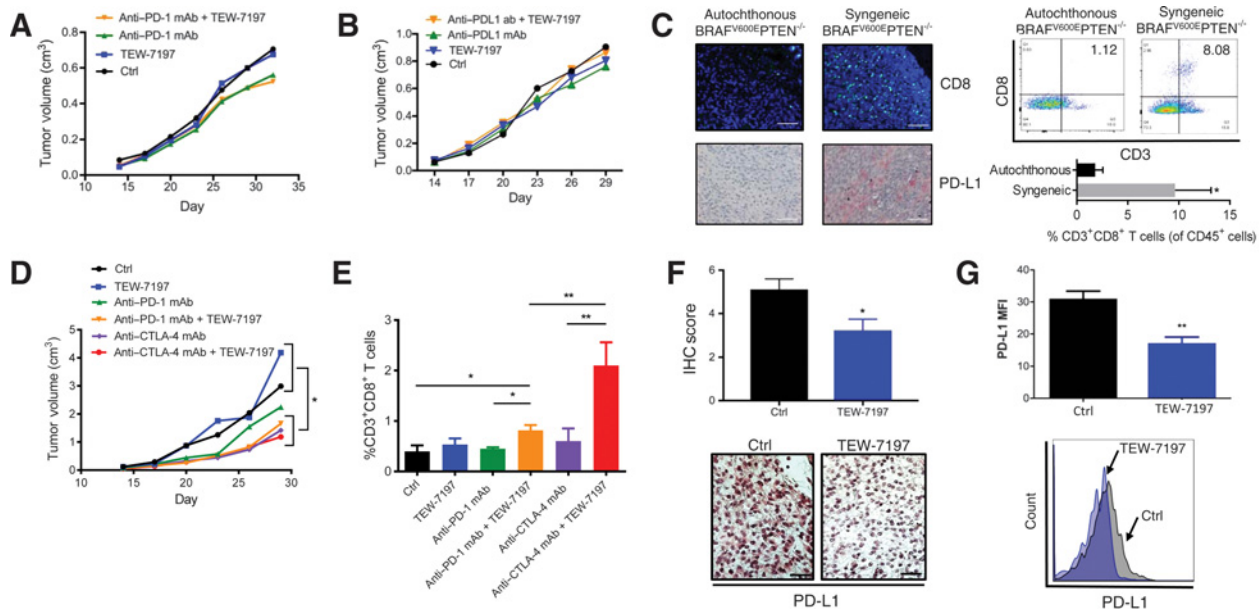 A
Anti-PD-1 mAb + TEW-7197
Anti-PD-1 mAb
TEW-7197
Ctrl
Tumor volume (cm³)
0.8
0.6
0.4
0.2
0.0
10
15
20
25
30
35
Day
B
Anti-PDL1 ab + TEW-7197
Anti-PDL1 mAb
TEW-7197
Ctrl
Tumor volume (cm³)
1.0
0.8
0.6
0.4
0.2
0.0
14
17
20
23
26
29
Day
C
Autochthonous
BRAFV600EPTEN-/-
Syngeneic
BRAFV600EPTEN-/-
CD8
PD-L1
Autochthonous
BRAFV600EPTEN-/-
Syngeneic
BRAFV600EPTEN-/-
1.12
8.08
CD8
CD3
Autochthonous
Syngeneic
*
0
5
10
15
% CD3+CD8+ T cells (of CD45+ cells)
D
Ctrl
TEW-7197
Anti-PD-1 mAb
Anti-PD-1 mAb + TEW-7197
Anti-CTLA-4 mAb
Anti-CTLA-4 mAb + TEW-7197
Tumor volume (cm³)
5
4
3
2
1
0
10
15
20
25
30
Day
*
E
%CD3+CD8+ T cells
3
2
1
0
*
*
**
**
Ctrl
TEW-7197
Anti-PD-1 mAb
Anti-PD-1 mAb + TEW-7197
Anti-CTLA-4 mAb
Anti-CTLA-4 mAb + TEW-7197
F
IHC score
6
4
2
0
*
Ctrl
TEW-7197
Ctrl
TEW-7197
PD-L1
G
PD-L1 MFI
40
30
20
10
0
**
Ctrl
TEW-7197
TEW-7197
Ctrl
Count
PD-L1